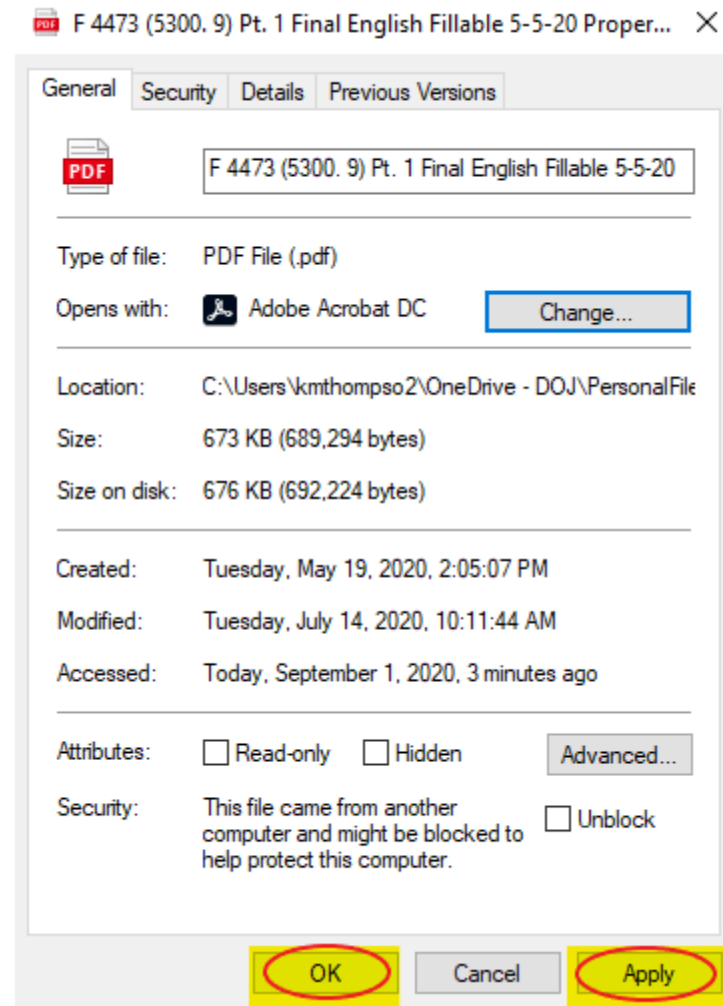 F 4473 (5300. 9) Pt. 1 Final English Fillable 5-5-20 Proper...
General Security Details Previous Versions
PDF
F 4473 (5300. 9) Pt. 1 Final English Fillable 5-5-20
Type of file: PDF File (.pdf)
Opens with: Adobe Acrobat DC Change...
Location: C:\Users\kmthompso2\OneDrive - DOJ\PersonalFile
Size: 673 KB (689,294 bytes)
Size on disk: 676 KB (692,224 bytes)
Created: Tuesday, May 19, 2020, 2:05:07 PM
Modified: Tuesday, July 14, 2020, 10:11:44 AM
Accessed: Today, September 1, 2020, 3 minutes ago
Attributes: Read-only Hidden Advanced...
Security: This file came from another
computer and might be blocked to
help protect this computer.
Unblock
OK Cancel Apply